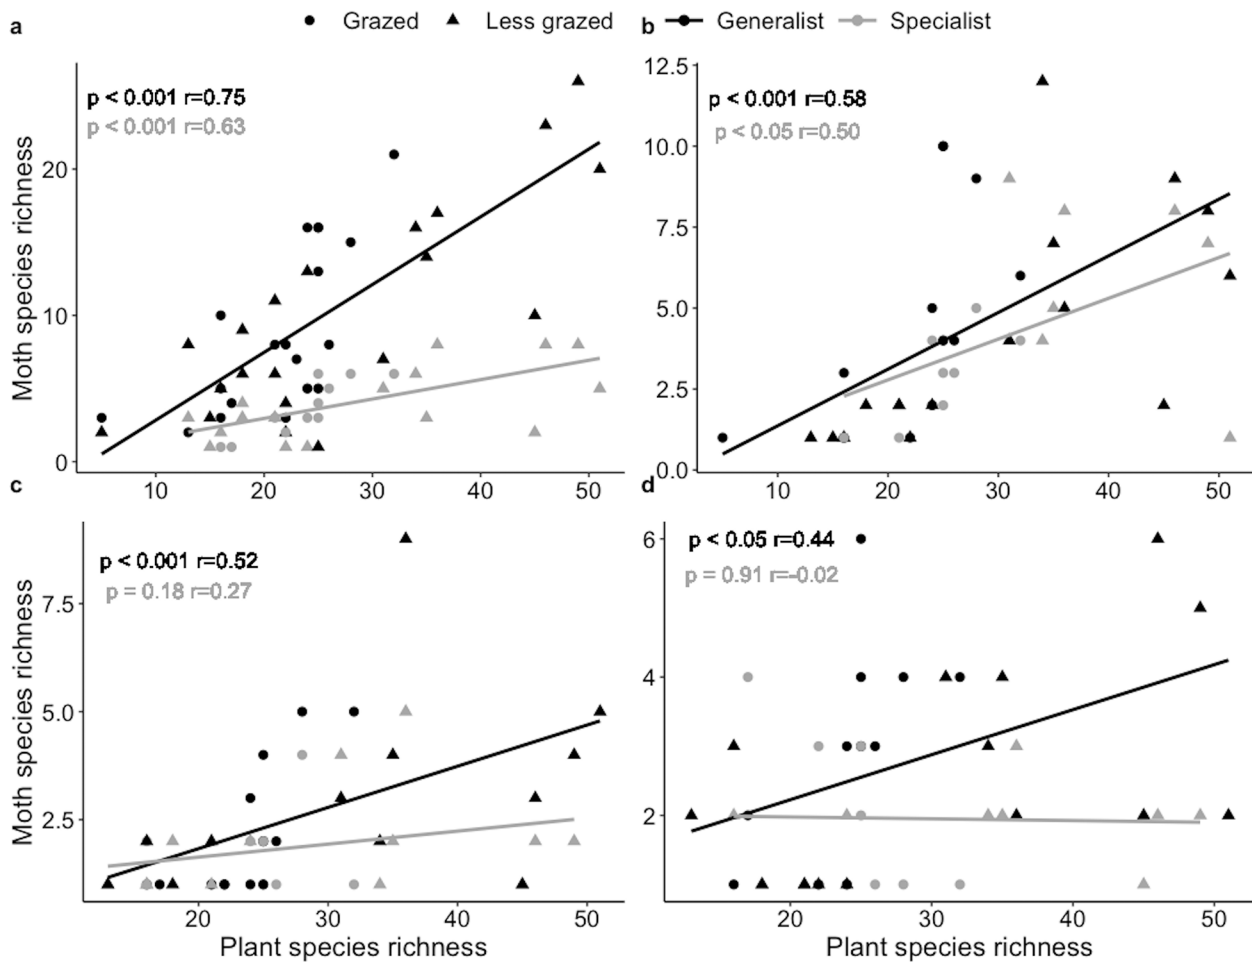 a
Grazed Less grazed
b
Generalist Specialist
p < 0.001 r=0.75
p < 0.001 r=0.63
Moth species richness
20
10
0
10 20 30 40 50
12.5
10.0
7.5
5.0
2.5
0.0
p < 0.001 r=0.58
p < 0.05 r=0.50
10 20 30 40 50
c
p < 0.001 r=0.52
p = 0.18 r=0.27
Moth species richness
7.5
5.0
2.5
20 30 40 50
Plant species richness
d
p < 0.05 r=0.44
p = 0.91 r=-0.02
6
4
2
20 30 40 50
Plant species richness